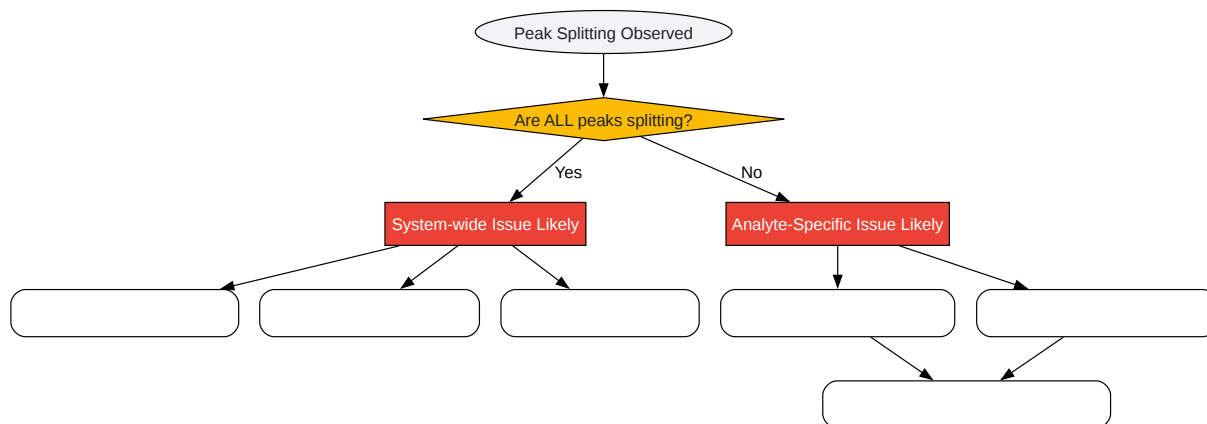 Peak Splitting Observed
Are ALL peaks splitting?
Yes
No
System-wide Issue Likely
Analyte-Specific Issue Likely